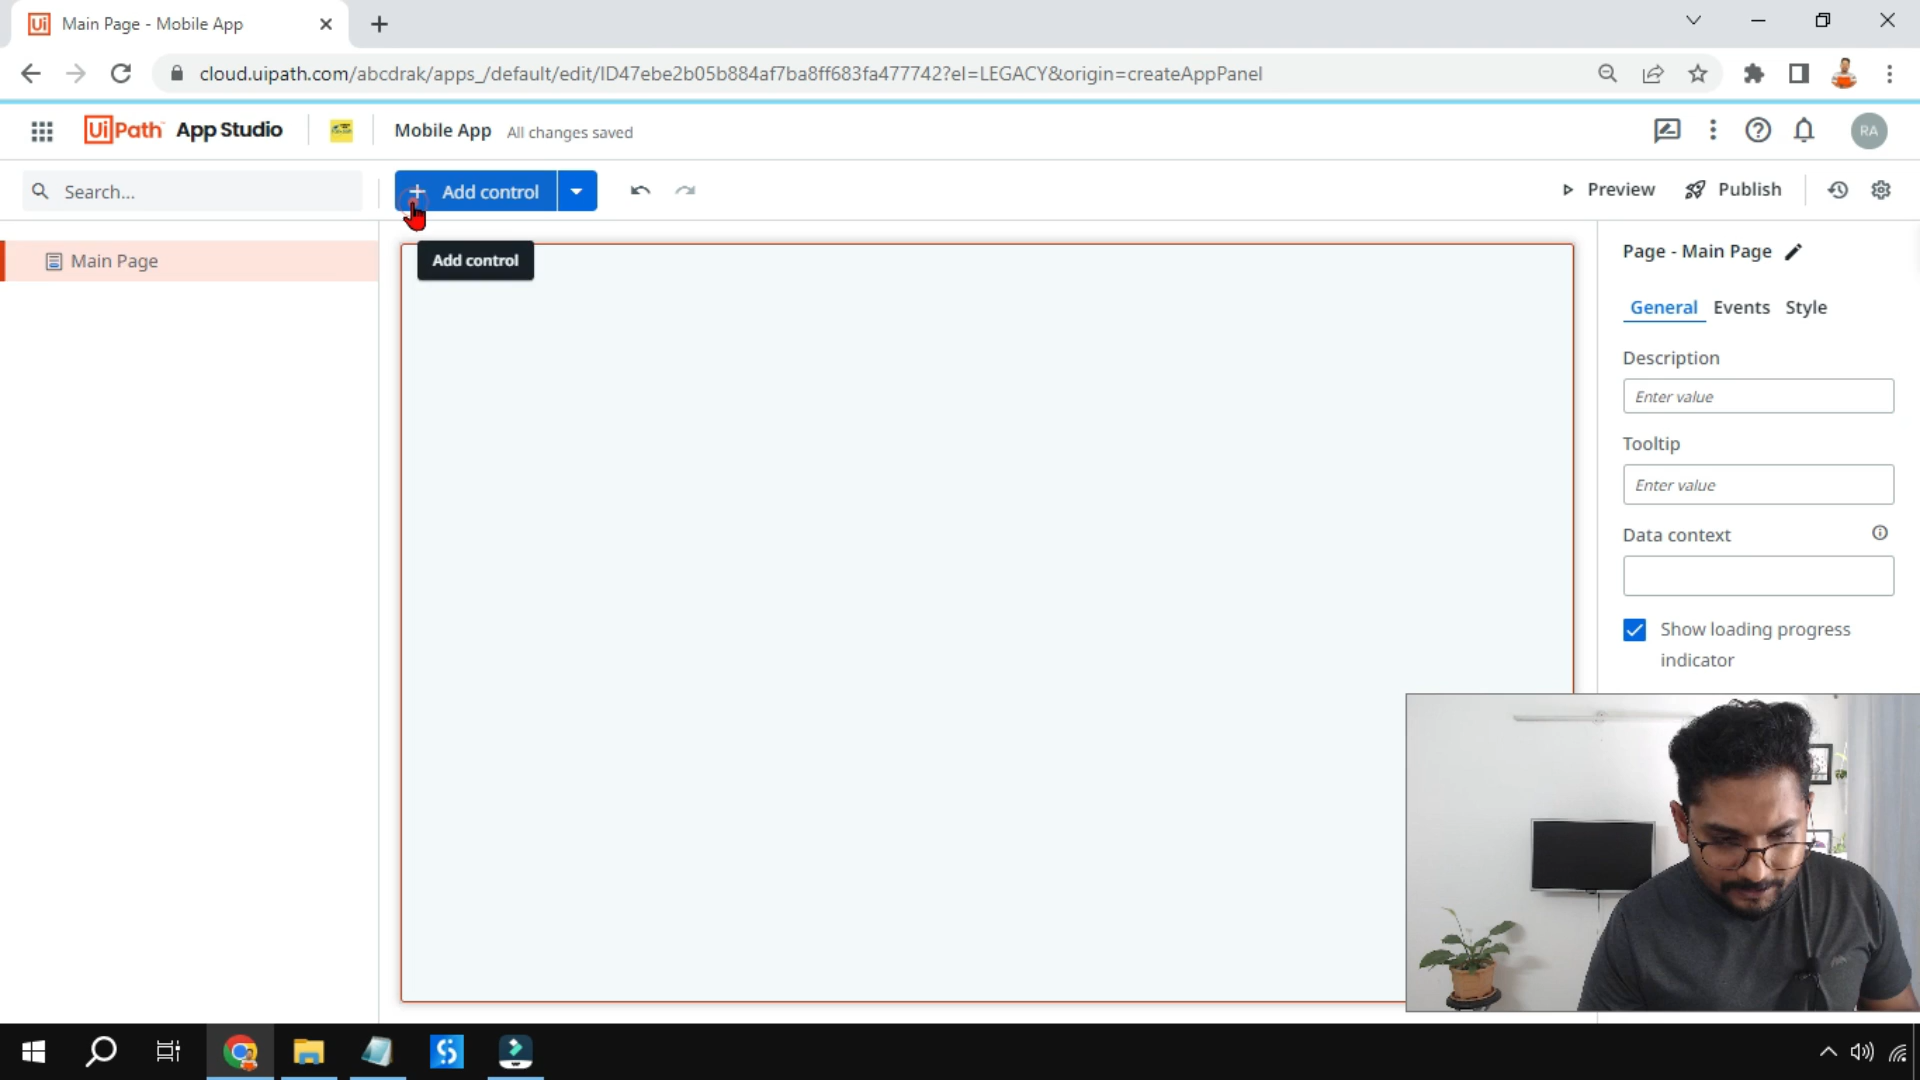 Main Page - Mobile App
cloud.uipath.com/abcdrak/apps_/default/edit/ID47ebe2b05b884af7ba8ff683fa477742?el=LEGACY&origin=createAppPanel
UiPath App Studio
Mobile App
All changes saved
RA
Search...
Add control
Preview
Publish
Main Page
Add control
Page - Main Page
General
Events
Style
Description
Enter value
Tooltip
Enter value
Data context
Show loading progress
indicator